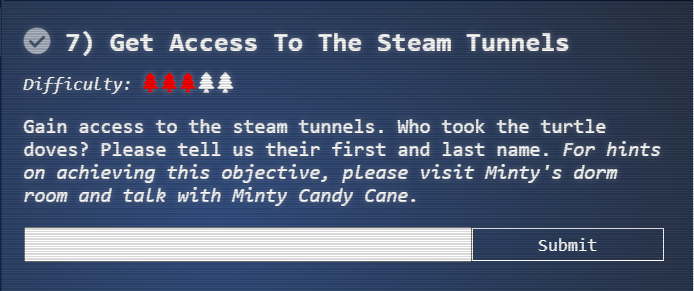 7) Get Access To The Steam Tunnels
Difficulty:
Gain access to the steam tunnels. Who took the turtle
doves? Please tell us their first and last name. For hints
on achieving this objective, please visit Minty's dorm
room and talk with Minty Candy Cane.
Submit